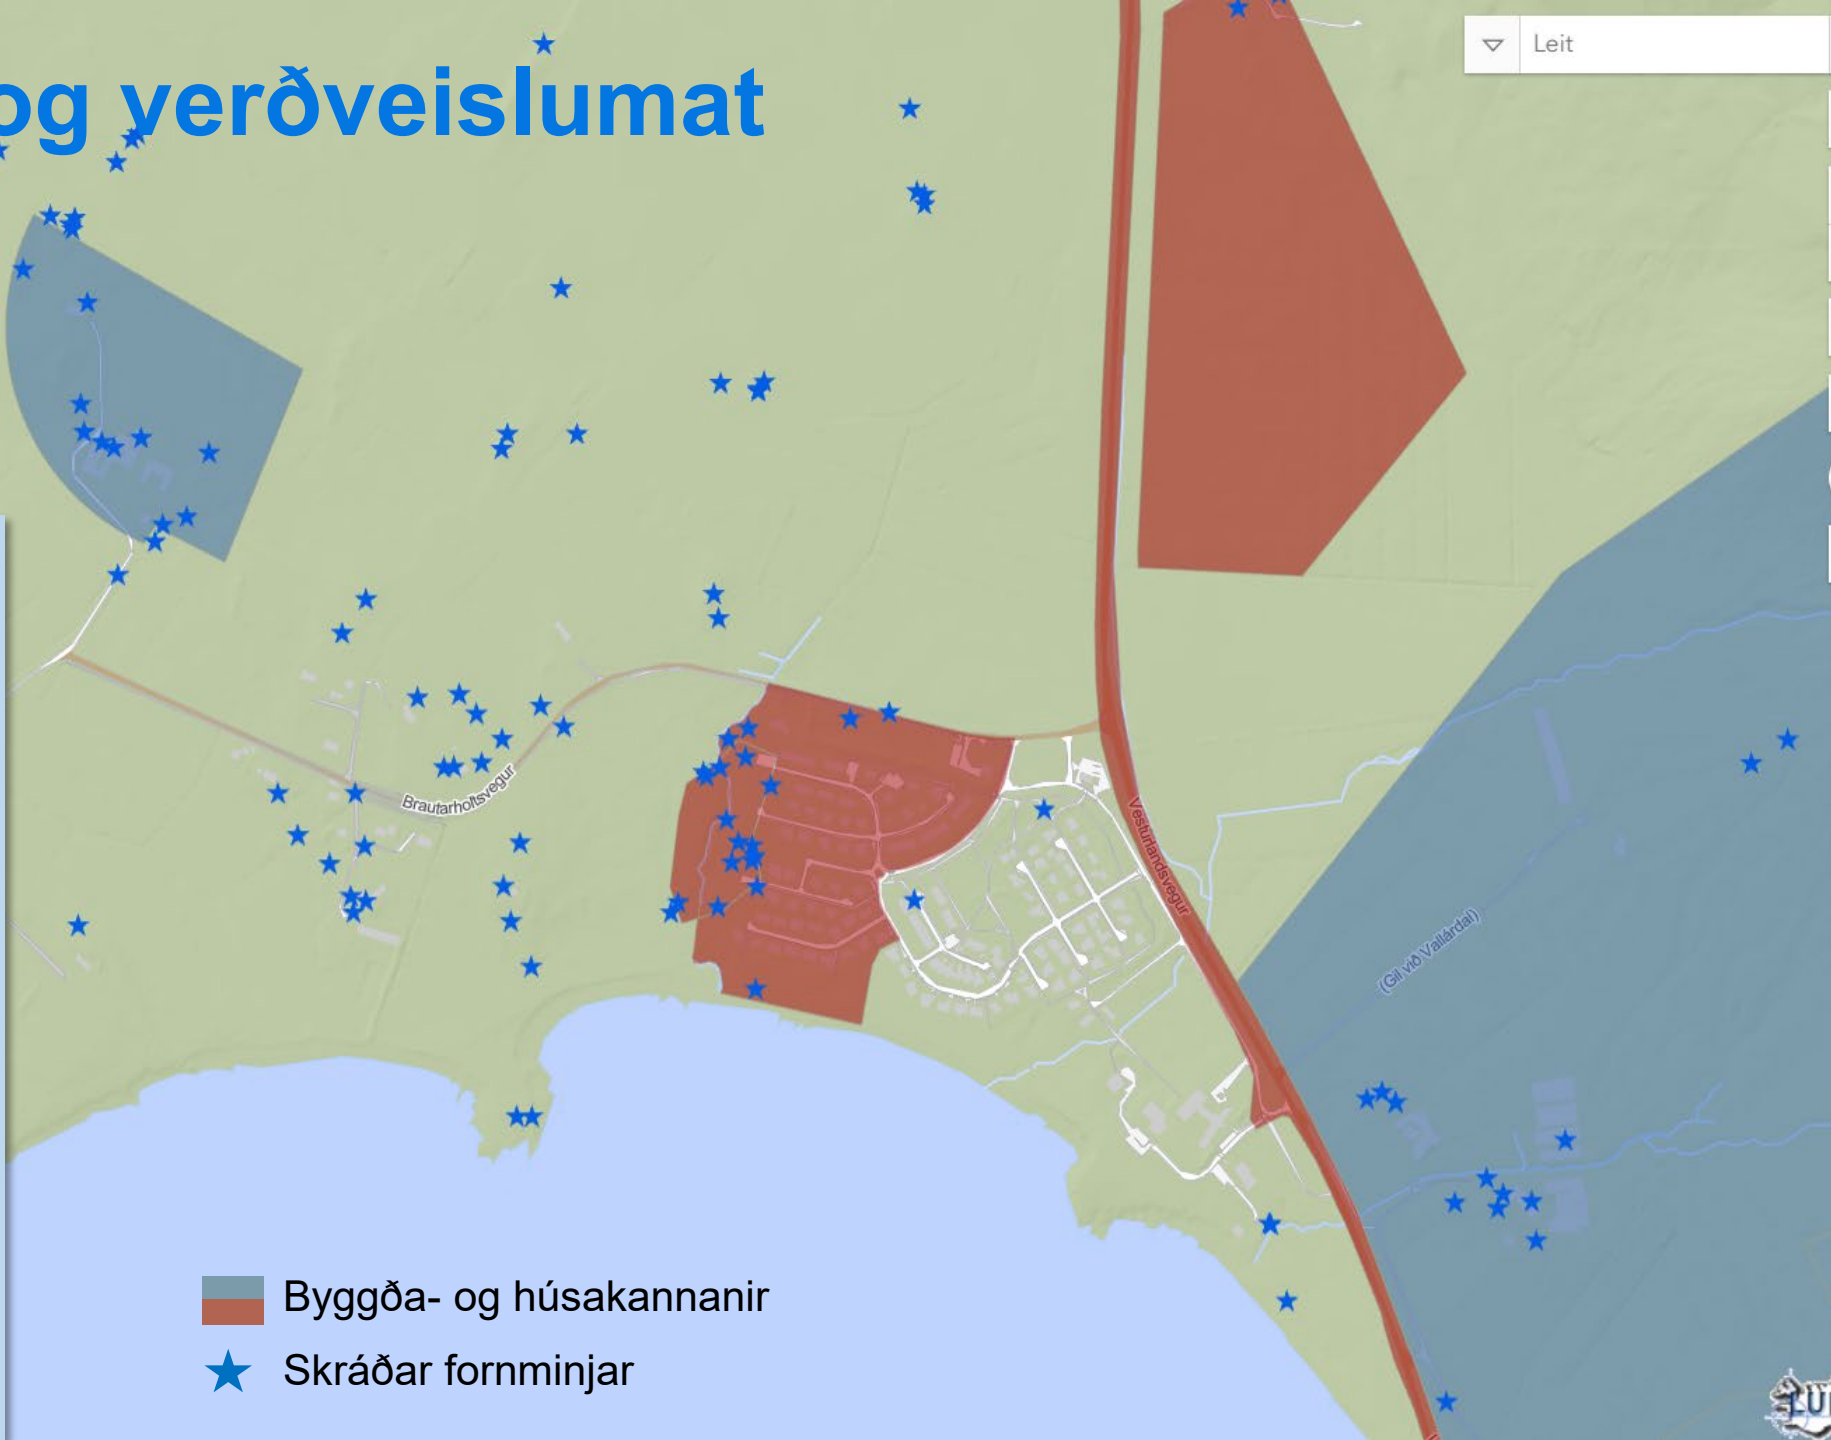 og verðveislumat
Leit
Brautarholtsvegur
Vesturlandsvegur
(Gil við Vallárdal)
Byggða- og húsakannanir
Skráðar fornminjar